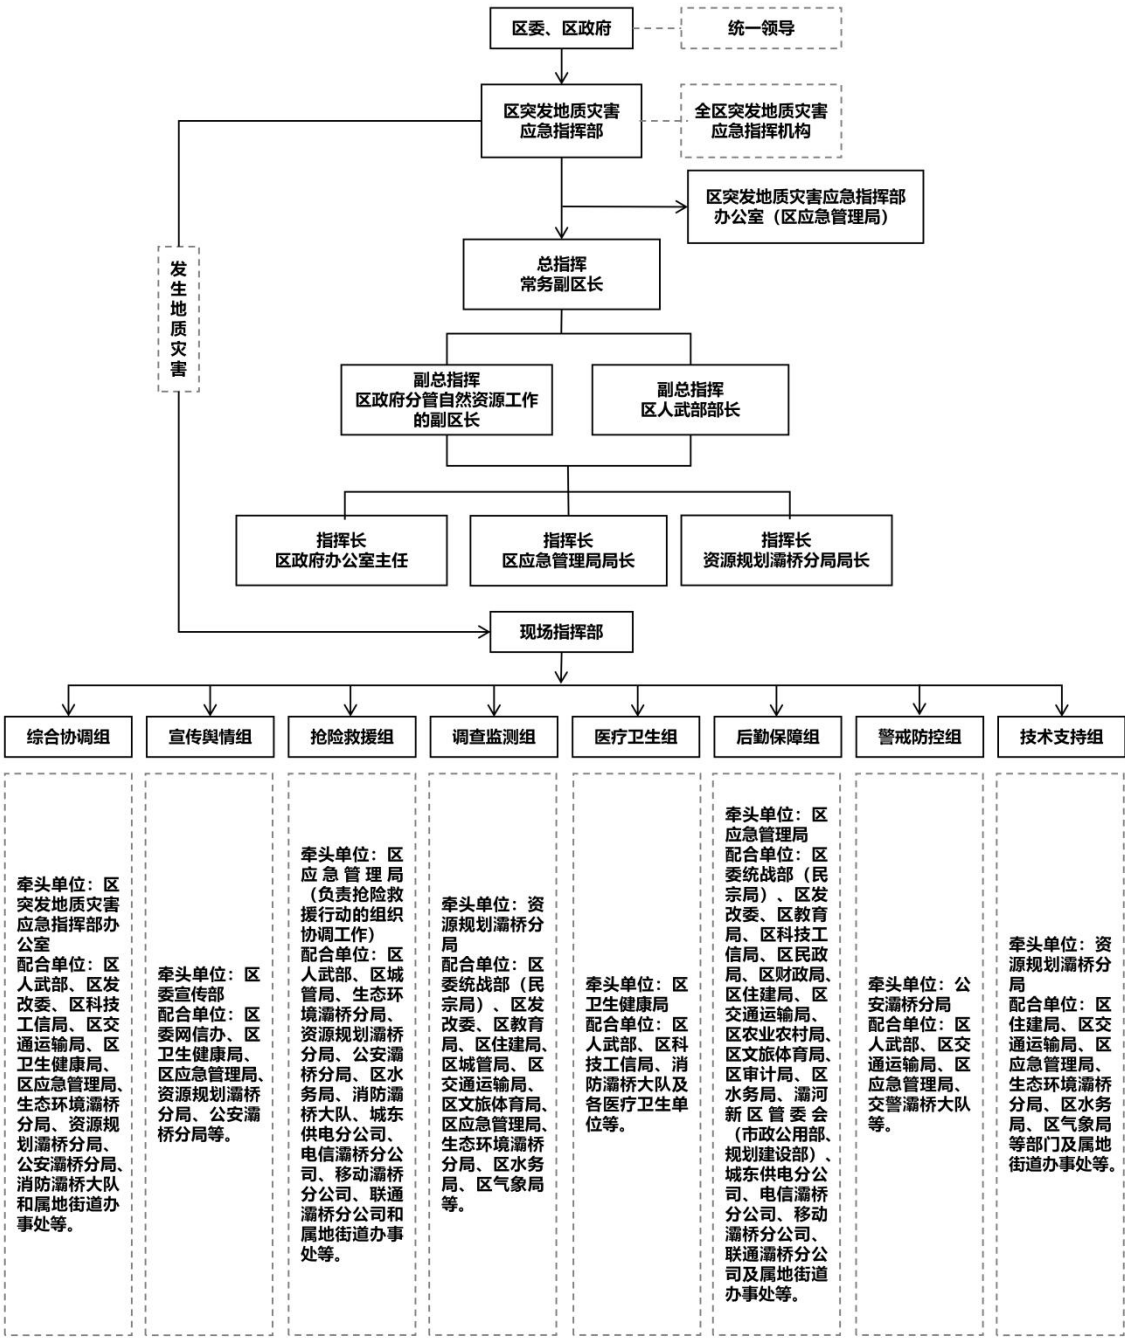 区委、区政府
统一领导
区突发地质灾害
应急指挥部
全区突发地质灾害
应急指挥机构
区突发地质灾害应急指挥部
办公室（区应急管理局）
总指挥
常务副区长
发生地质灾害
副总指挥
区政府分管自然资源工作
的副区长
副总指挥
区人武部部长
指挥长
区政府办公室主任
指挥长
区应急管理局局长
指挥长
资源规划灞桥分局局长
现场指挥部
综合协调组
宣传舆情组
抢险救援组
调查监测组
医疗卫生组
后勤保障组
警戒防控组
技术支持组
牵头单位：区
突发地质灾害
应急指挥部办
公室
配合单位：区
人武部、区发
改委、区科技
工信局、区交
通运输局、区
卫生健康局、
区应急管理局、
生态环境灞桥
分局、资源规
划灞桥分局、
公安灞桥分局、
消防灞桥大队
和属地街道办
事处等。
牵头单位：区
委宣传部
配合单位：区
委网信办、区
卫生健康局、
区应急管理局、
资源规划灞桥
分局、公安灞
桥分局等。
牵头单位：区
应急管理局
（负责抢险救
援行动的组织
协调工作）
配合单位：区
人武部、区城
管局、生态环
境灞桥分局、
资源规划灞桥
分局、公安灞
桥分局、区水
务局、消防灞
桥大队、城东
供电分公司、
电信灞桥分公
司、移动灞桥
分公司、联通
灞桥分公司和
属地街道办事
处等。
牵头单位：资
源规划灞桥分
局
配合单位：区
委统战部（民
宗局）、区发
改委、区教育
局、区住建局、
区城管局、区
交通运输局、
区文旅体育局、
区应急管理局、
生态环境灞桥
分局、区水务
局、区气象局
等。
牵头单位：区
卫生健康局
配合单位：区
人武部、区科
技工信局、消
防灞桥大队及
各医疗卫生单
位等。
牵头单位：区
应急管理局
配合单位：区
委统战部（民
宗局）、区发
改委、区教育
局、区科技工
信局、区民政
局、区财政局、
区住建局、区
交通运输局、
区农业农村局、
区文旅体育局、
区审计局、区
水务局、灞河
新区管委会
（市政公用部、
规划建设部）、
城东供电分公
司、电信灞桥
分公司、移动
灞桥分公司、
联通灞桥分公
司及属地街道
办事处等。
牵头单位：公
安灞桥分局
配合单位：区
人武部、区交
通运输局、区
应急管理局、
交警灞桥大队
等。
牵头单位：资
源规划灞桥分
局
配合单位：区
住建局、区交
通运输局、区
应急管理局、
生态环境灞桥
分局、区水务
局、区气象局
等部门及属地
街道办事处等。